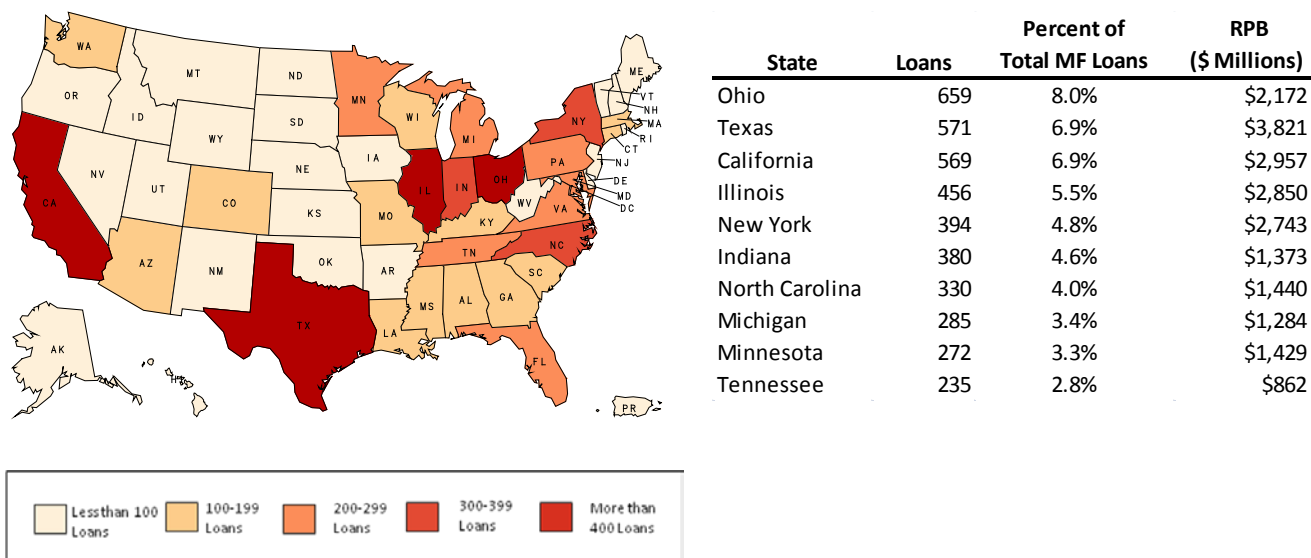 WA
MT
ND
MN
ME
VT
NH
MA
RI
CT
NJ
DE
MD
DC
OR
ID
SD
WI
MI
NY
WY
IA
PA
NE
NV
UT
CO
IL
IN
OH
WV
VA
CA
KS
MO
KY
AZ
NM
OK
AR
TN
NC
SC
MS
AL
GA
TX
LA
AK
FL
PR
Percent of RPB
State Loans Total MF Loans ($ Millions)
Ohio 659 8.0% $2,172
Texas 571 6.9% $3,821
California 569 6.9% $2,957
Illinois 456 5.5% $2,850
New York 394 4.8% $2,743
Indiana 380 4.6% $1,373
North Carolina 330 4.0% $1,440
Michigan 285 3.4% $1,284
Minnesota 272 3.3% $1,429
Tennessee 235 2.8% $862
Lessthan 100
Loans
100-199
Loans
200-299
Loans
300-399
Loans
More than
400 Loans